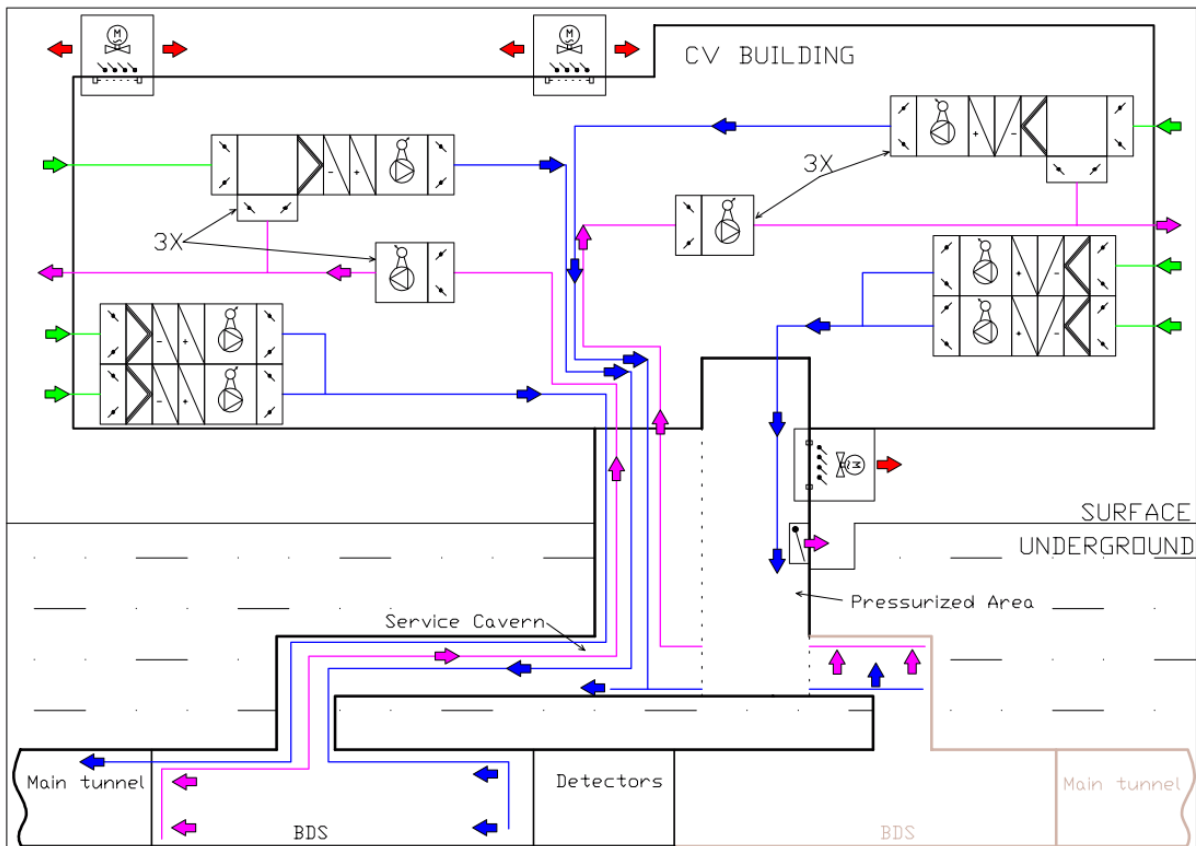 M
M
CV BUILDING
3X
- +
+ -
3X
- +
- +
+ -
+ -
M
SURFACE
UNDERGROUND
Pressurized Area
Service Cavern
Main tunnel
Detectors
Main tunnel
BDS
BDS